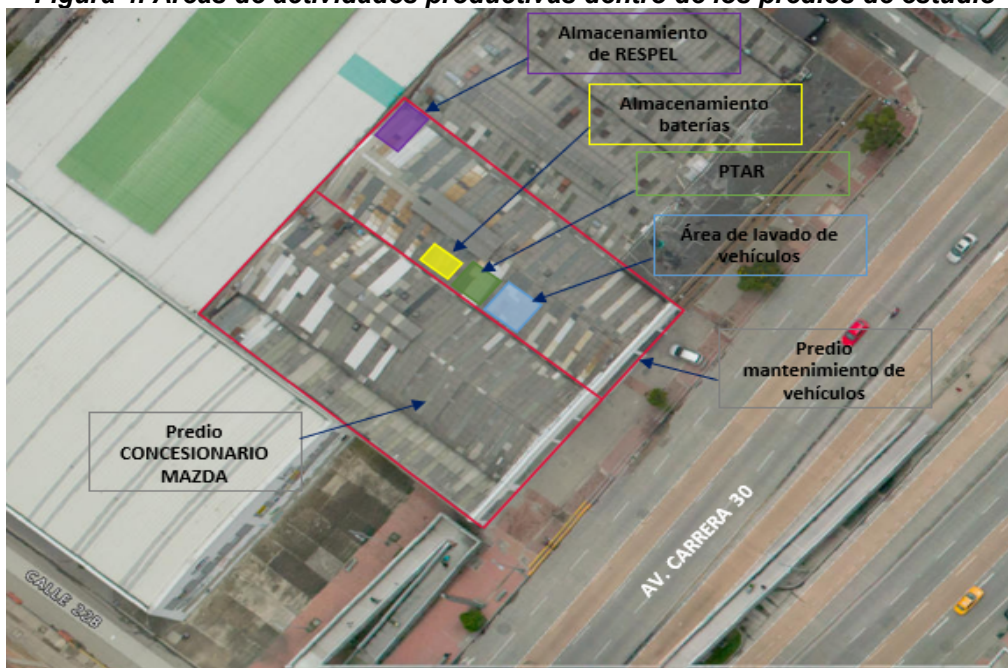 Figura 4. Áreas de actividades productivas dentro de los predios de estudio
Almacenamiento
de RESPEL
Almacenamiento
baterías
PTAR
Área de lavado de
vehículos
Predio
mantenimiento de
vehículos
Predio
CONCESIONARIO
MAZDA
AV. CARRERA 30
CALLE 22B